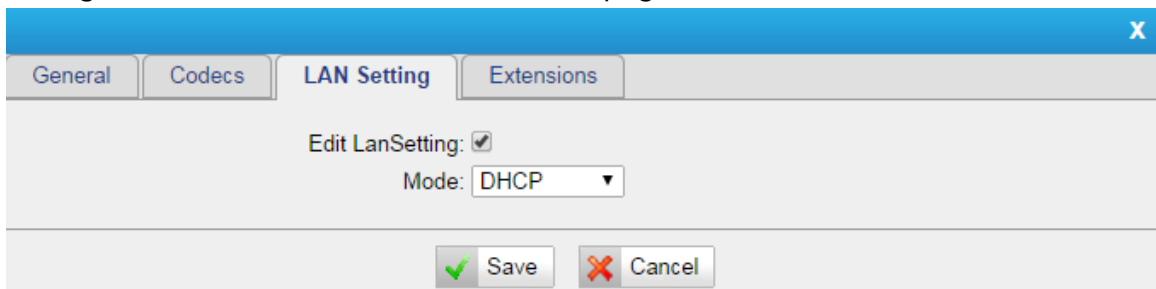 X
General Codecs LAN Setting Extensions
Edit LanSetting:
Mode: DHCP
Save Cancel